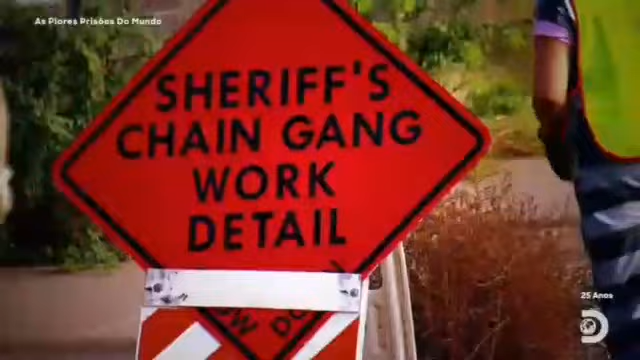 As Piores Prisões Do Mundo
SHERIFF'S
CHAIN GANG
WORK
DETAIL
25 Anos
D